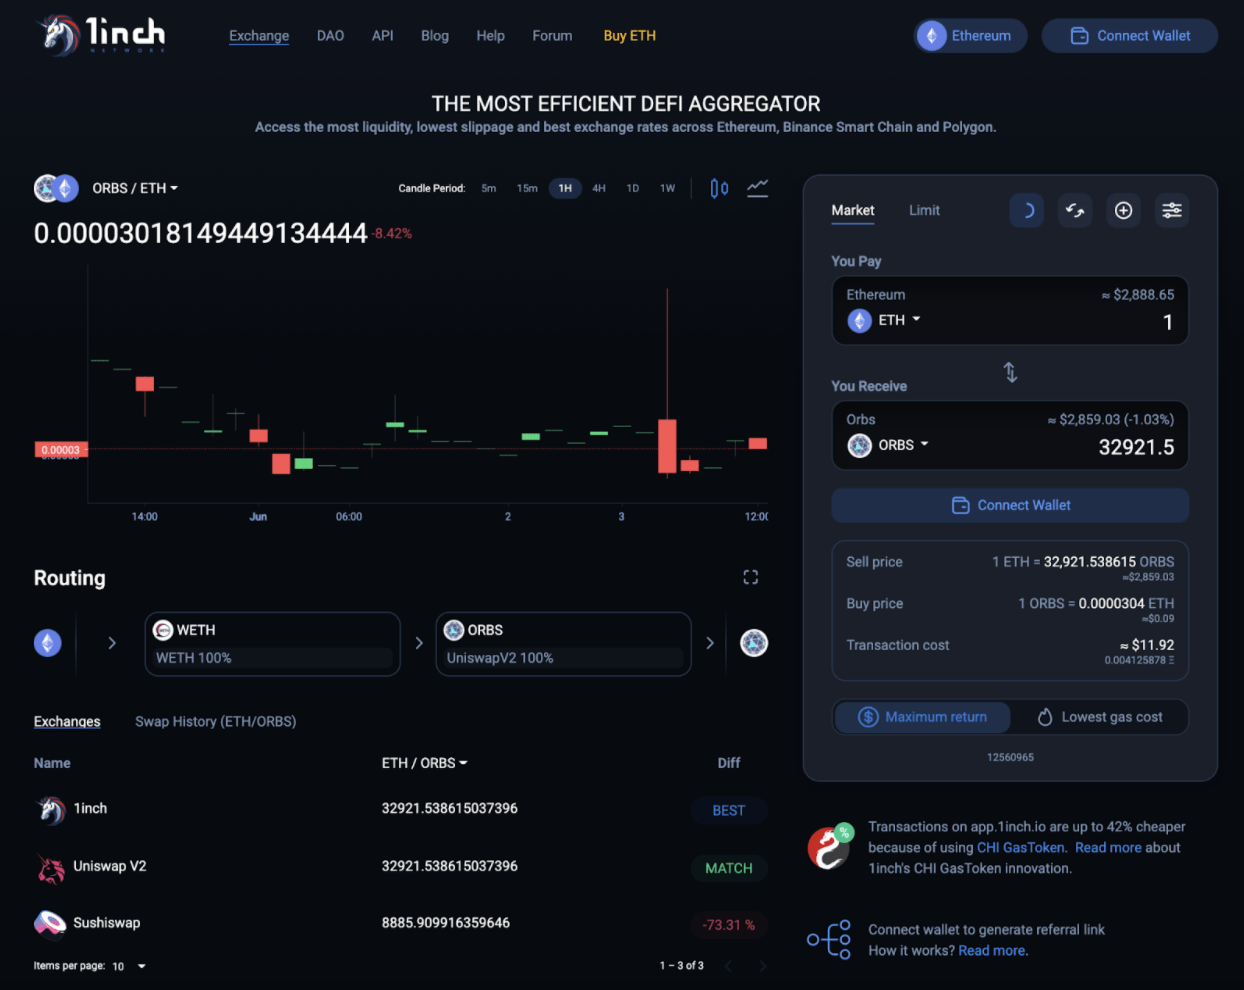 1inch
NETWORK
Exchange DAO API Blog Help Forum Buy ETH
Ethereum Connect Wallet
THE MOST EFFICIENT DEFI AGGREGATOR
Access the most liquidity, lowest slippage and best exchange rates across Ethereum, Binance Smart Chain and Polygon.
ORBS / ETH
Candle Period: 5m 15m 1H 4H 1D 1W
0.00003018149449134444 -8.42%
0.00003
14:00 Jun 06:00 2 3 12:00
Market Limit
You Pay
Ethereum ≈ $2,888.65
ETH 1
You Receive
Orbs ≈ $2,859.03 (-1.03%)
ORBS 32921.5
Connect Wallet
Sell price 1 ETH = 32,921.538615 ORBS
≈$2,859.03
Buy price 1 ORBS = 0.0000304 ETH
≈$0.09
Transaction cost ≈ $11.92
0.004125878 Ξ
Maximum return Lowest gas cost
12560965
Routing
WETH
WETH 100%
ORBS
UniswapV2 100%
Exchanges Swap History (ETH/ORBS)
Name ETH / ORBS Diff
1inch 32921.538615037396 BEST
Uniswap V2 32921.538615037396 MATCH
Sushiswap 8885.909916359646 -73.31 %
Items per page: 10 1 – 3 of 3
%
Transactions on app.1inch.io are up to 42% cheaper
because of using CHI GasToken. Read more about
1inch's CHI GasToken innovation.
Connect wallet to generate referral link
How it works? Read more.